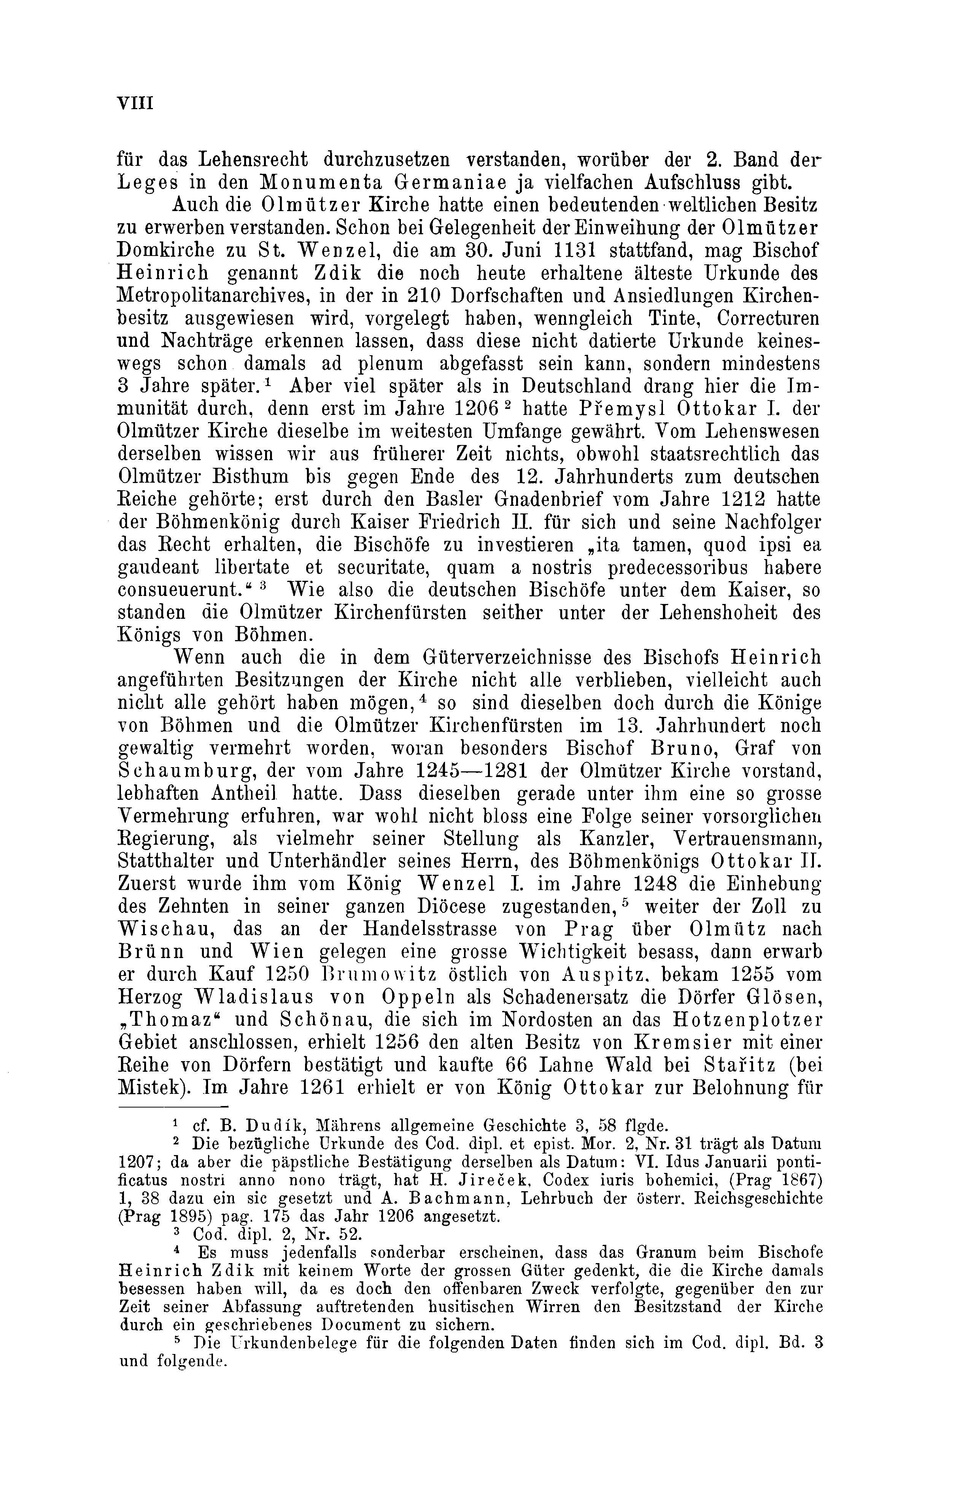 VIII
für das Lehensrecht durchzusetzen verstanden, worüber der 2. Band der
Leges in den Monumenta Germaniae ja vielfachen Aufschluss gibt.
Auch die Olmützer Kirche hatte einen bedeutenden weltlichen Besitz
zu erwerben verstanden. Schon bei Gelegenheit der Einweihung der Olmützer
Domkirche zu St. Wenzel, die am 30. Juni 1131 stattfand, mag Bischof
Heinrich genannt Zdik die noch heute erhaltene älteste Urkunde des
Metropolitanarchives, in der in 210 Dorfschaften und Ansiedlungen Kirchen-
besitz ausgewiesen wird, vorgelegt haben, wenngleich Tinte, Correcturen
und Nachträge erkennen lassen, dass diese nicht datierte Urkunde keines-
wegs schon damals ad plenum abgefasst sein kann, sondern mindestens
3 Jahre später.¹ Aber viel später als in Deutschland drang hier die Im-
munität durch, denn erst im Jahre 1206² hatte Přemysl Ottokar I. der
Olmützer Kirche dieselbe im weitesten Umfange gewährt. Vom Lehenswesen
derselben wissen wir aus früherer Zeit nichts, obwohl staatsrechtlich das
Olmützer Bisthum bis gegen Ende des 12. Jahrhunderts zum deutschen
Reiche gehörte; erst durch den Basler Gnadenbrief vom Jahre 1212 hatte
der Böhmenkönig durch Kaiser Friedrich II. für sich und seine Nachfolger
das Recht erhalten, die Bischöfe zu investieren „ita tamen, quod ipsi ea
gaudeant libertate et securitate, quam a nostris predecessoribus habere
consueuerunt.“ ³ Wie also die deutschen Bischöfe unter dem Kaiser, so
standen die Olmützer Kirchenfürsten seither unter der Lehenshoheit des
Königs von Böhmen.
Wenn auch die in dem Güterverzeichnisse des Bischofs Heinrich
angeführten Besitzungen der Kirche nicht alle verblieben, vielleicht auch
nicht alle gehört haben mögen,⁴ so sind dieselben doch durch die Könige
von Böhmen und die Olmützer Kirchenfürsten im 13. Jahrhundert noch
gewaltig vermehrt worden, woran besonders Bischof Bruno, Graf von
Schaumburg, der vom Jahre 1245—1281 der Olmützer Kirche vorstand,
lebhaften Antheil hatte. Dass dieselben gerade unter ihm eine so grosse
Vermehrung erfuhren, war wohl nicht bloss eine Folge seiner vorsorglichen
Regierung, als vielmehr seiner Stellung als Kanzler, Vertrauensmann,
Statthalter und Unterhändler seines Herrn, des Böhmenkönigs Ottokar II.
Zuerst wurde ihm vom König Wenzel I. im Jahre 1248 die Einhebung
des Zehnten in seiner ganzen Diöcese zugestanden,⁵ weiter der Zoll zu
Wischau, das an der Handelsstrasse von Prag über Olmütz nach
Brünn und Wien gelegen eine grosse Wichtigkeit besass, dann erwarb
er durch Kauf 1250 Brumowitz östlich von Auspitz, bekam 1255 vom
Herzog Wladislaus von Oppeln als Schadenersatz die Dörfer Glösen,
„Thomaz“ und Schönau, die sich im Nordosten an das Hotzenplotzer
Gebiet anschlossen, erhielt 1256 den alten Besitz von Kremsier mit einer
Reihe von Dörfern bestätigt und kaufte 66 Lahne Wald bei Stařitz (bei
Mistek). Im Jahre 1261 erhielt er von König Ottokar zur Belohnung für
¹ cf. B. Dudík, Mährens allgemeine Geschichte 3, 58 flgde.
² Die bezügliche Urkunde des Cod. dipl. et epist. Mor. 2, Nr. 31 trägt als Datum
1207; da aber die päpstliche Bestätigung derselben als Datum: VI. Idus Januarii ponti-
ficatus nostri anno nono trägt, hat H. Jireček, Codex iuris bohemici, (Prag 1867)
1, 38 dazu ein sic gesetzt und A. Bachmann, Lehrbuch der österr. Reichsgeschichte
(Prag 1895) pag. 175 das Jahr 1206 angesetzt.
³ Cod. dipl. 2, Nr. 52.
⁴ Es muss jedenfalls sonderbar erscheinen, dass das Granum beim Bischofe
Heinrich Zdik mit keinem Worte der grossen Güter gedenkt, die die Kirche damals
besessen haben will, da es doch den offenbaren Zweck verfolgte, gegenüber den zur
Zeit seiner Abfassung auftretenden husitischen Wirren den Besitzstand der Kirche
durch ein geschriebenes Document zu sichern.
⁵ Die Urkundenbelege für die folgenden Daten finden sich im Cod. dipl. Bd. 3
und folgende.